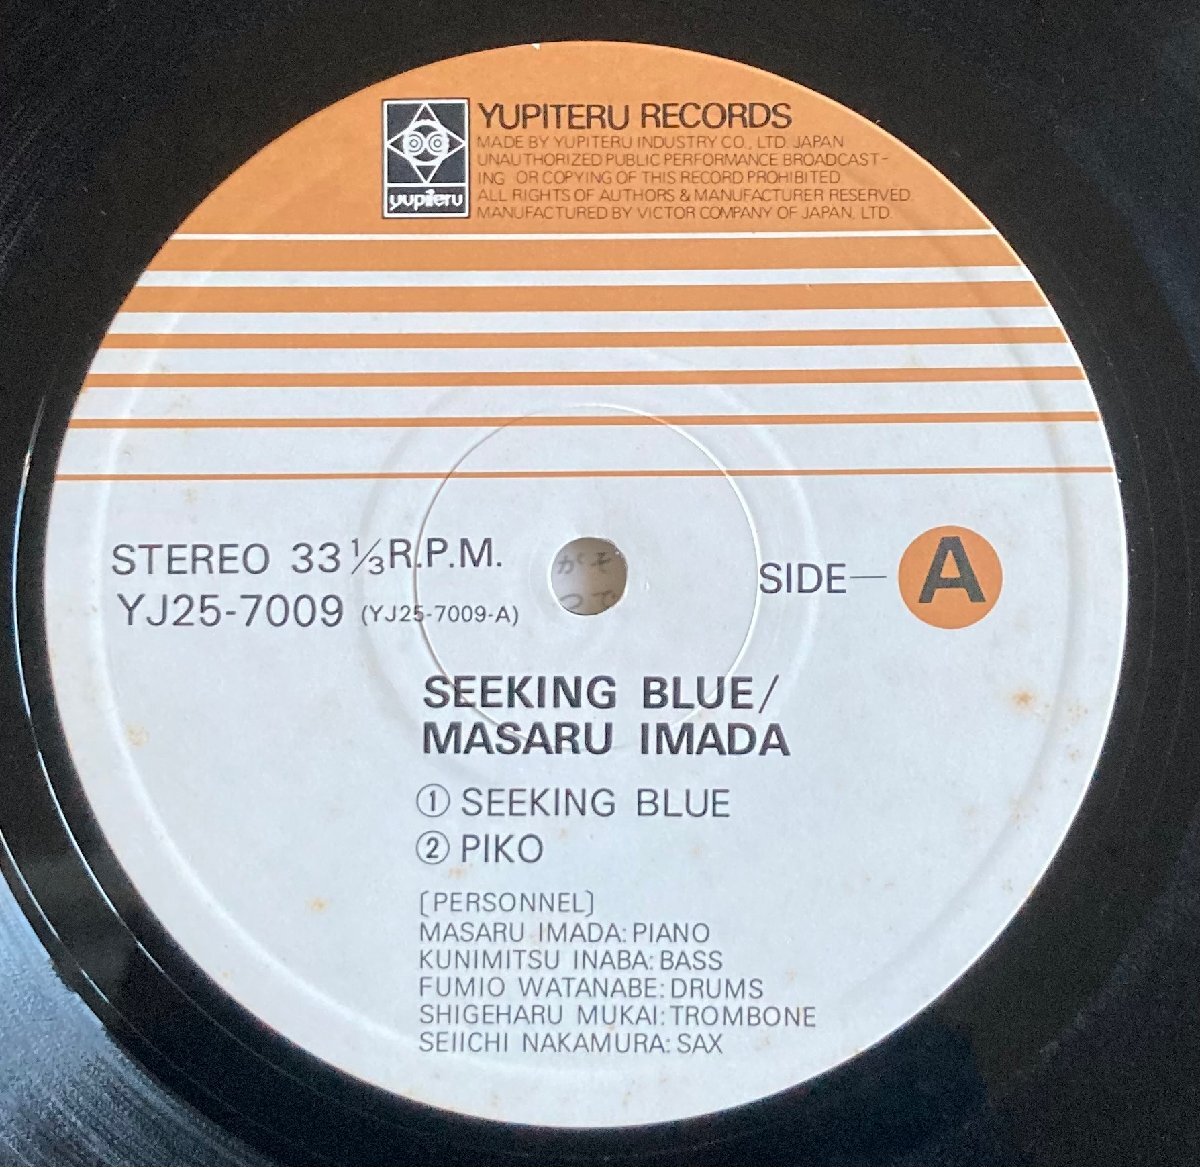 YUPITERU RECORDS
MADE BY YUPITERU INDUSTRY CO., LTD. JAPAN
UNAUTHORIZED PUBLIC PERFORMANCE BROADCAST-
ING OR COPYING OF THIS RECORD PROHIBITED
ALL RIGHTS OF AUTHORS & MANUFACTURER RESERVED.
MANUFACTURED BY VICTOR COMPANY OF JAPAN, LTD.
yupiteru
STEREO 33 1/3 R.P.M.
YJ25-7009 (YJ25-7009-A)
SIDE— A
SEEKING BLUE/
MASARU IMADA
① SEEKING BLUE
② PIKO
[PERSONNEL]
MASARU IMADA: PIANO
KUNIMITSU INABA: BASS
FUMIO WATANABE: DRUMS
SHIGEHARU MUKAI: TROMBONE
SEIICHI NAKAMURA: SAX